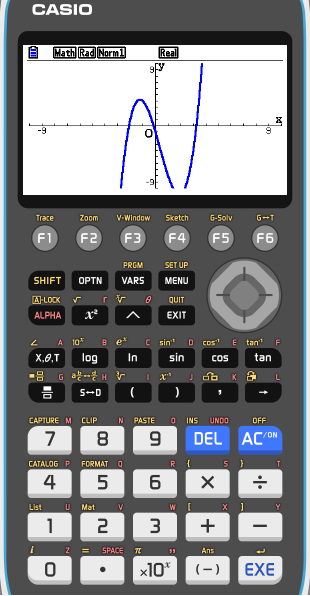 CASIO
Math Rad Norm1 Real
9 y
-9 O 9 x
-9
Trace Zoom V-Window Sketch G-Solv G↔T
F1 F2 F3 F4 F5 F6
PRGM SET UP
SHIFT OPTN VARS MENU
A-LOCK √ r θ QUIT
ALPHA x² ^ EXIT
∠ A 10ˣ B eˣ C sin⁻¹ D cos⁻¹ E tan⁻¹ F
X,θ,T log ln sin cos tan
G H ³√ I x⁻¹ J K L
S↔D ( ) , →
CAPTURE M CLIP N PASTE O INS UNDO OFF
7 8 9 DEL AC/ON
CATALOG P FORMAT Q R { S } T
4 5 6 × ÷
List U Mat V W [ X ] Y
1 2 3 + −
i Z = SPACE π " Ans ↵
0 • ×10ˣ (−) EXE